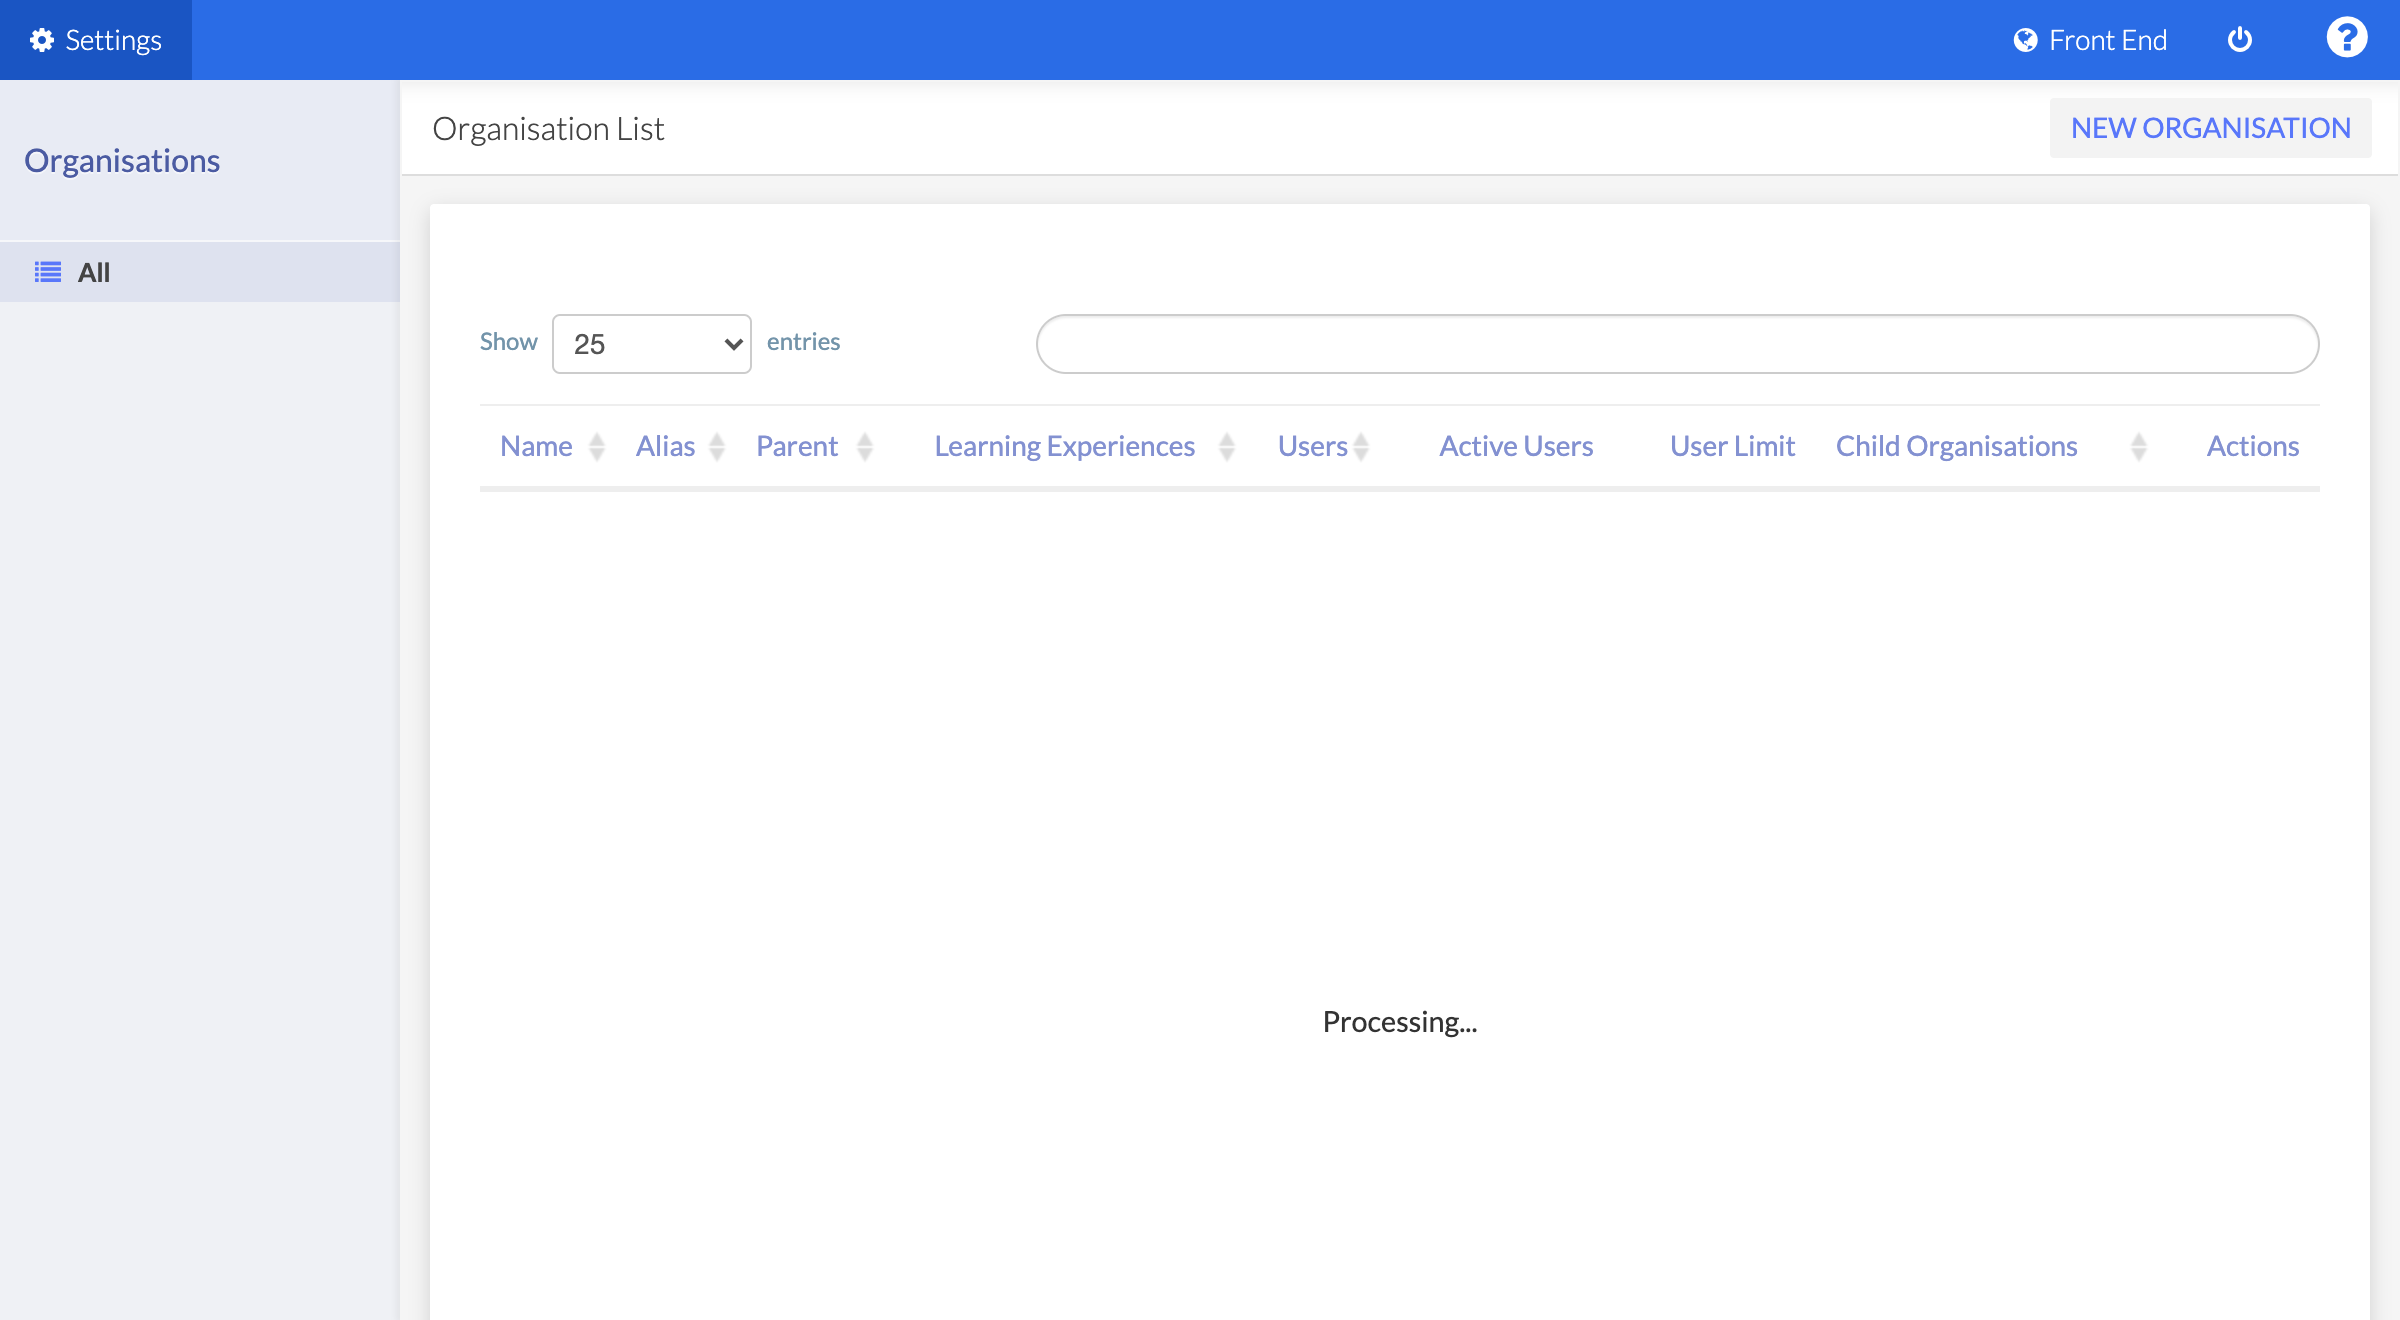 Settings
Front End
Organisations
All
Organisation List
NEW ORGANISATION
Show 25 entries
Name Alias Parent Learning Experiences Users Active Users User Limit Child Organisations Actions
Processing...